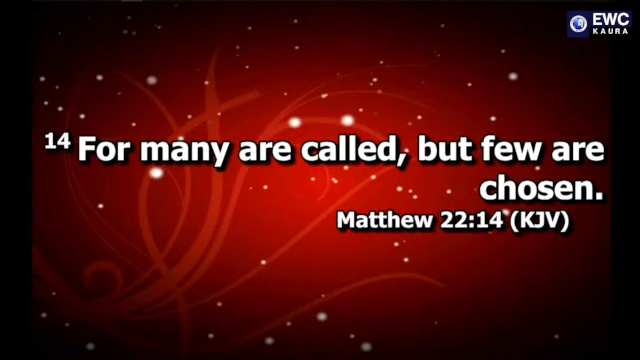 EWC
KAURA
14 For many are called, but few are
chosen.
Matthew 22:14 (KJV)